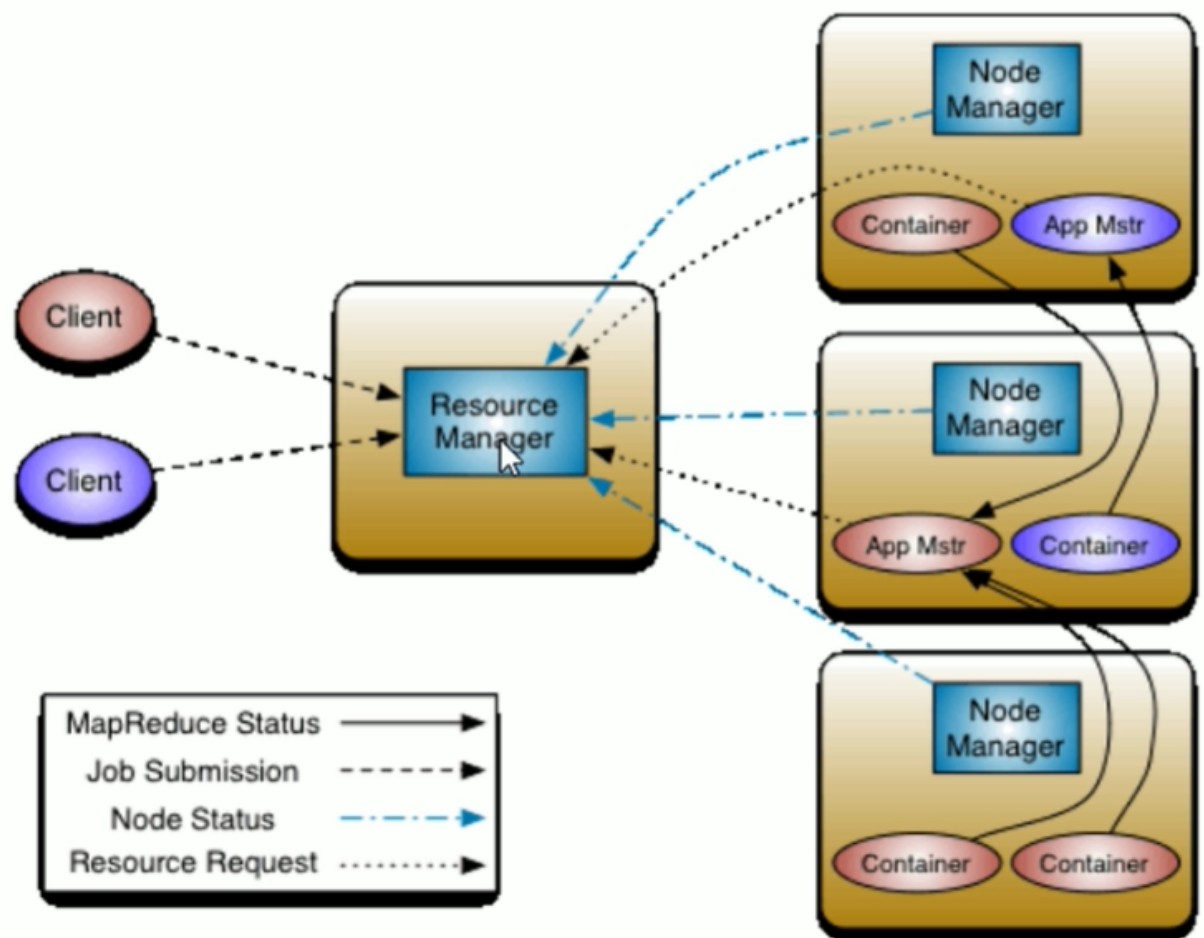 Node
Manager
Container
App Mstr
Client
Resource
Manager
Node
Manager
Client
App Mstr
Container
Node
Manager
MapReduce Status
Job Submission
Node Status
Resource Request
Container
Container